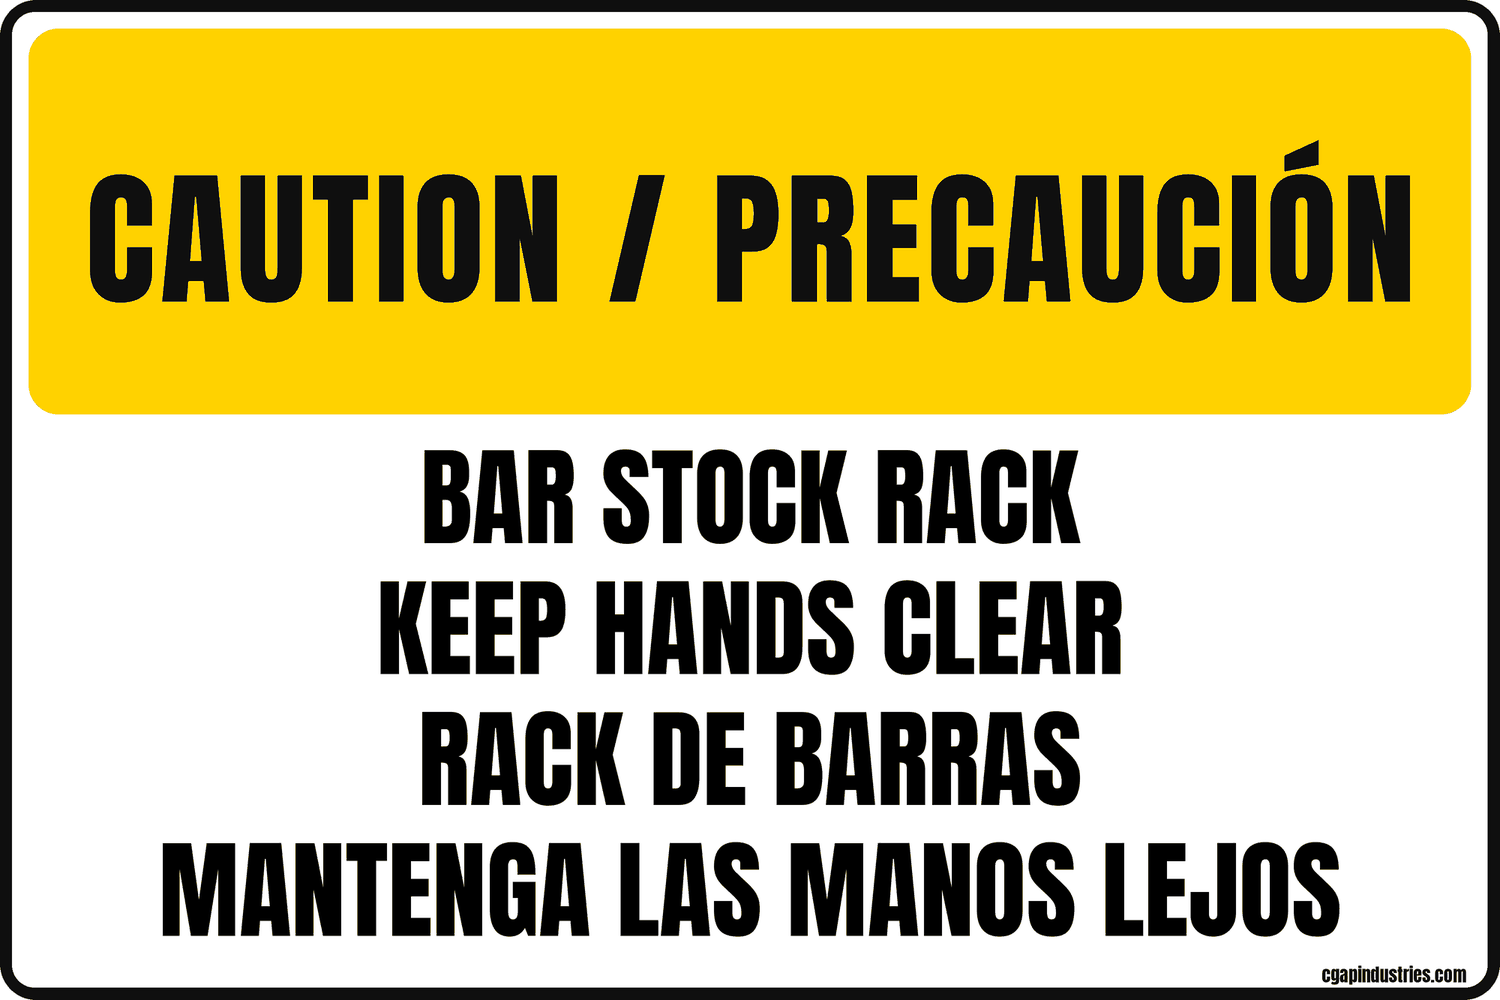 CAUTION / PRECAUCIÓN
BAR STOCK RACK
KEEP HANDS CLEAR
RACK DE BARRAS
MANTENGA LAS MANOS LEJOS
cgapindustries.com